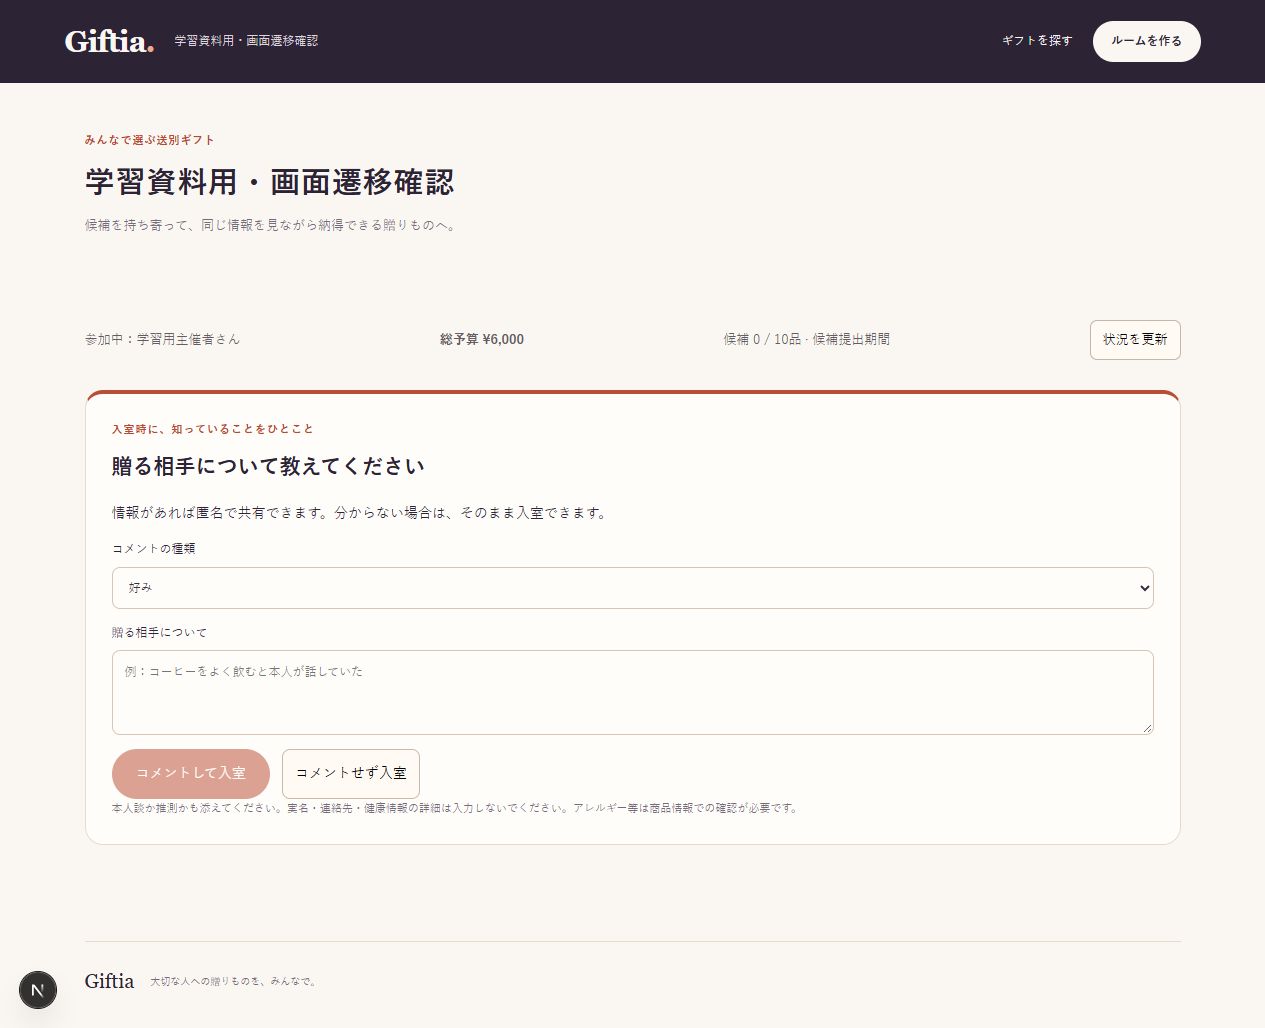 Giftia.
学習資料用・画面遷移確認
ギフトを探す
ルームを作る
みんなで選ぶ送別ギフト
学習資料用・画面遷移確認
候補を持ち寄って、同じ情報を見ながら納得できる贈りものへ。
参加中：学習用主催者さん
総予算 ¥6,000
候補 0 / 10品 · 候補提出期間
状況を更新
入室時に、知っていることをひとこと
贈る相手について教えてください
情報があれば匿名で共有できます。分からない場合は、そのまま入室できます。
コメントの種類
好み
贈る相手について
例：コーヒーをよく飲むと本人が話していた
コメントして入室
コメントせず入室
本人談か推測かも添えてください。実名・連絡先・健康情報の詳細は入力しないでください。アレルギー等は商品情報での確認が必要です。
N
Giftia
大切な人への贈りものを、みんなで。